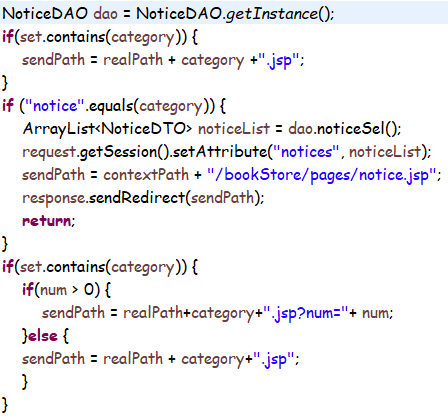 NoticeDAO dao = NoticeDAO.getInstance();
if(set.contains(category)) {
sendPath = realPath + category +".jsp";
}
if ("notice".equals(category)) {
ArrayList<NoticeDTO> noticeList = dao.noticeSel();
request.getSession().setAttribute("notices", noticeList);
sendPath = contextPath + "/bookStore/pages/notice.jsp";
response.sendRedirect(sendPath);
return;
}
if(set.contains(category)) {
if(num > 0) {
sendPath = realPath+category+".jsp?num="+ num;
}else {
sendPath = realPath + category+".jsp";
}
}